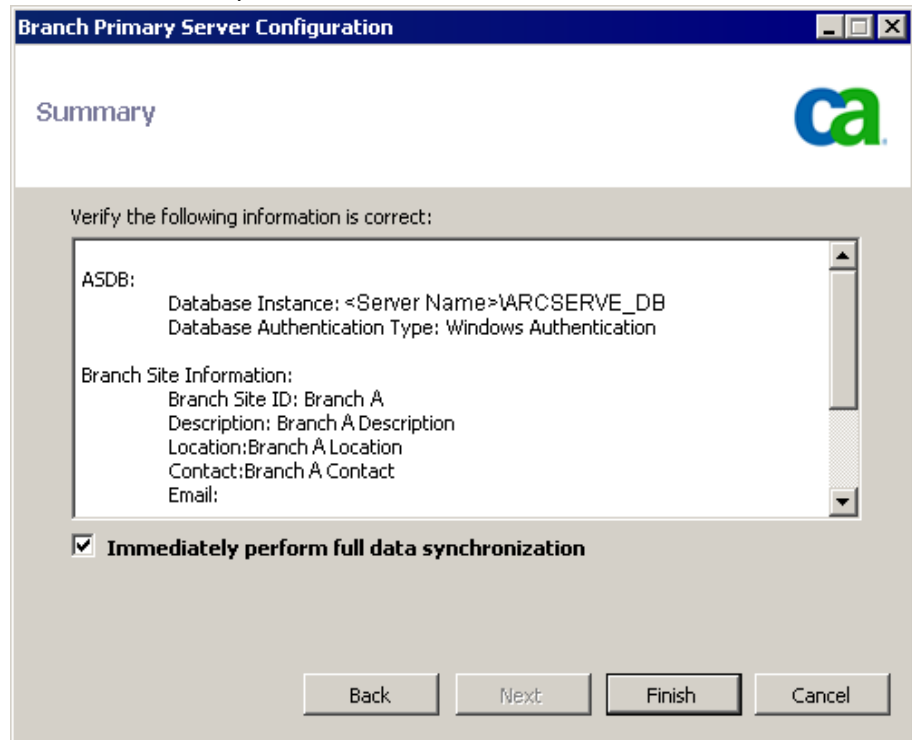 Branch Primary Server Configuration
Summary
ca
Verify the following information is correct:
ASDB:
Database Instance: <Server Name>\ARCSERVE_DB
Database Authentication Type: Windows Authentication
Branch Site Information:
Branch Site ID: Branch A
Description: Branch A Description
Location:Branch A Location
Contact:Branch A Contact
Email:
Immediately perform full data synchronization
Back Next Finish Cancel